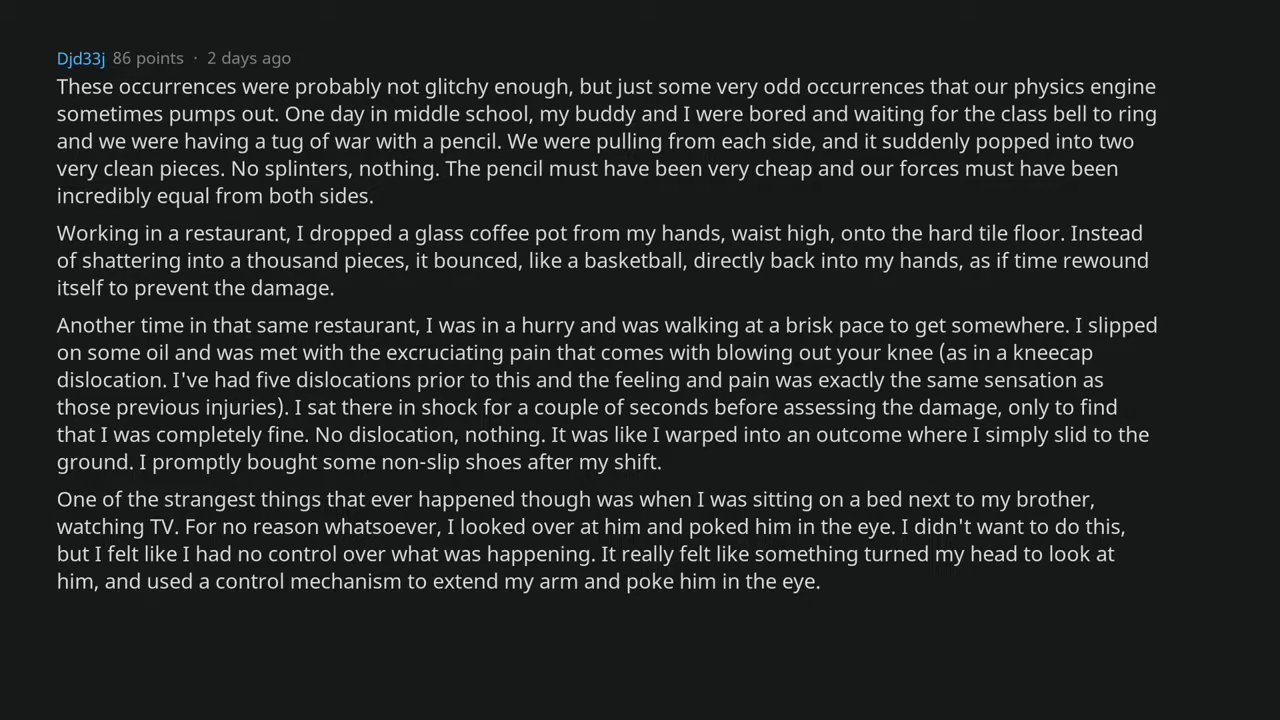 Djd33j 86 points · 2 days ago
These occurrences were probably not glitchy enough, but just some very odd occurrences that our physics engine
sometimes pumps out. One day in middle school, my buddy and I were bored and waiting for the class bell to ring
and we were having a tug of war with a pencil. We were pulling from each side, and it suddenly popped into two
very clean pieces. No splinters, nothing. The pencil must have been very cheap and our forces must have been
incredibly equal from both sides.
Working in a restaurant, I dropped a glass coffee pot from my hands, waist high, onto the hard tile floor. Instead
of shattering into a thousand pieces, it bounced, like a basketball, directly back into my hands, as if time rewound
itself to prevent the damage.
Another time in that same restaurant, I was in a hurry and was walking at a brisk pace to get somewhere. I slipped
on some oil and was met with the excruciating pain that comes with blowing out your knee (as in a kneecap
dislocation. I've had five dislocations prior to this and the feeling and pain was exactly the same sensation as
those previous injuries). I sat there in shock for a couple of seconds before assessing the damage, only to find
that I was completely fine. No dislocation, nothing. It was like I warped into an outcome where I simply slid to the
ground. I promptly bought some non-slip shoes after my shift.
One of the strangest things that ever happened though was when I was sitting on a bed next to my brother,
watching TV. For no reason whatsoever, I looked over at him and poked him in the eye. I didn't want to do this,
but I felt like I had no control over what was happening. It really felt like something turned my head to look at
him, and used a control mechanism to extend my arm and poke him in the eye.